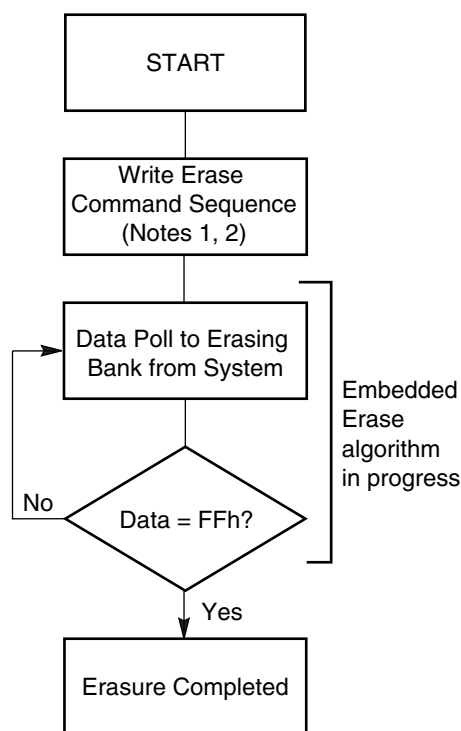 START
Write Erase
Command Sequence
(Notes 1, 2)
Data Poll to Erasing
Bank from System
Embedded
Erase
algorithm
in progress
No
Data = FFh?
Yes
Erasure Completed